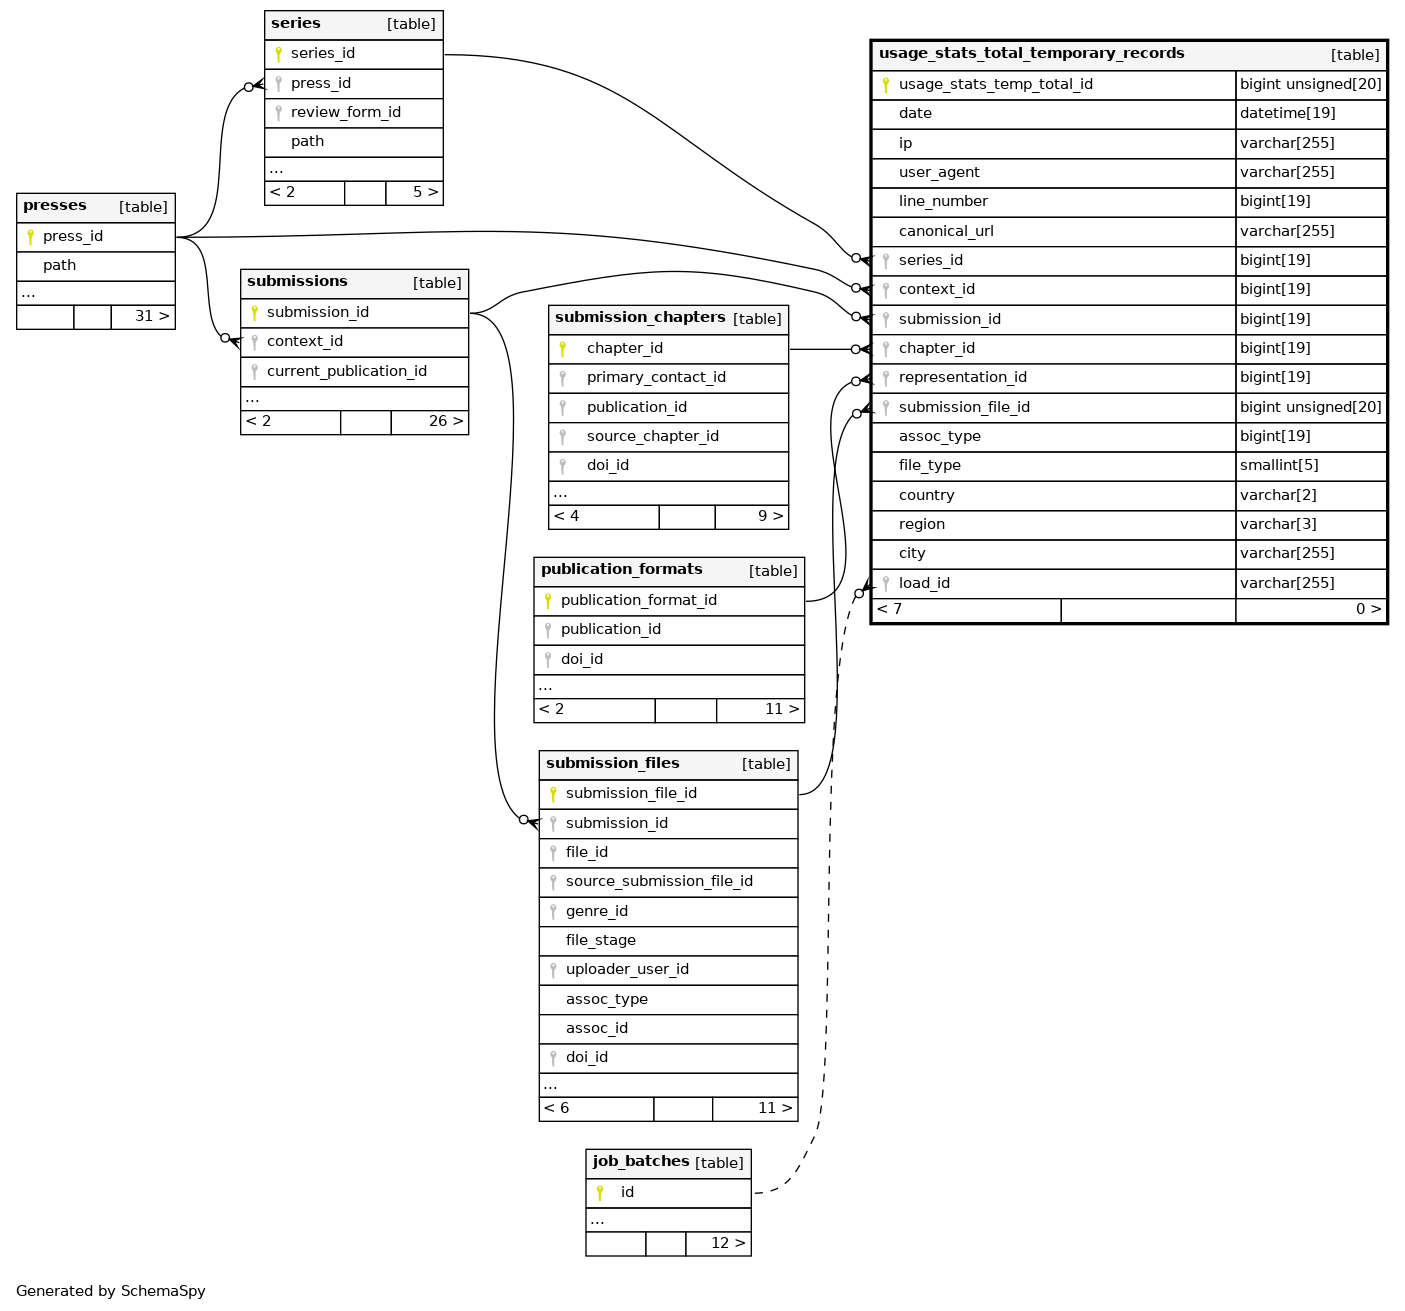 series [table]
series_id
press_id
review_form_id
path
...
< 2 5 >
presses [table]
press_id
path
...
31 >
submissions [table]
submission_id
context_id
current_publication_id
...
< 2 26 >
submission_chapters [table]
chapter_id
primary_contact_id
publication_id
source_chapter_id
doi_id
...
< 4 9 >
publication_formats [table]
publication_format_id
publication_id
doi_id
...
< 2 11 >
submission_files [table]
submission_file_id
submission_id
file_id
source_submission_file_id
genre_id
file_stage
uploader_user_id
assoc_type
assoc_id
doi_id
...
< 6 11 >
job_batches [table]
id
...
12 >
usage_stats_total_temporary_records [table]
usage_stats_temp_total_id bigint unsigned[20]
date datetime[19]
ip varchar[255]
user_agent varchar[255]
line_number bigint[19]
canonical_url varchar[255]
series_id bigint[19]
context_id bigint[19]
submission_id bigint[19]
chapter_id bigint[19]
representation_id bigint[19]
submission_file_id bigint unsigned[20]
assoc_type bigint[19]
file_type smallint[5]
country varchar[2]
region varchar[3]
city varchar[255]
load_id varchar[255]
< 7 0 >
Generated by SchemaSpy